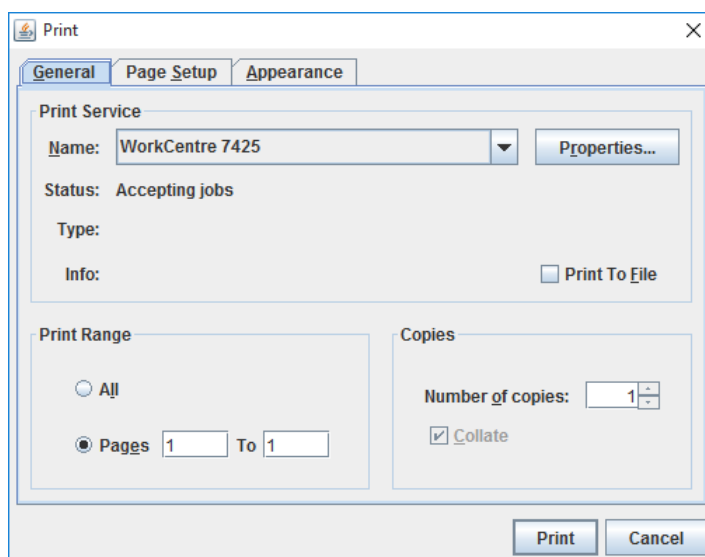 Print
General Page Setup Appearance
Print Service
Name: WorkCentre 7425 Properties...
Status: Accepting jobs
Type:
Info: Print To File
Print Range Copies
All
Number of copies: 1
Collate
Pages 1 To 1
Print Cancel